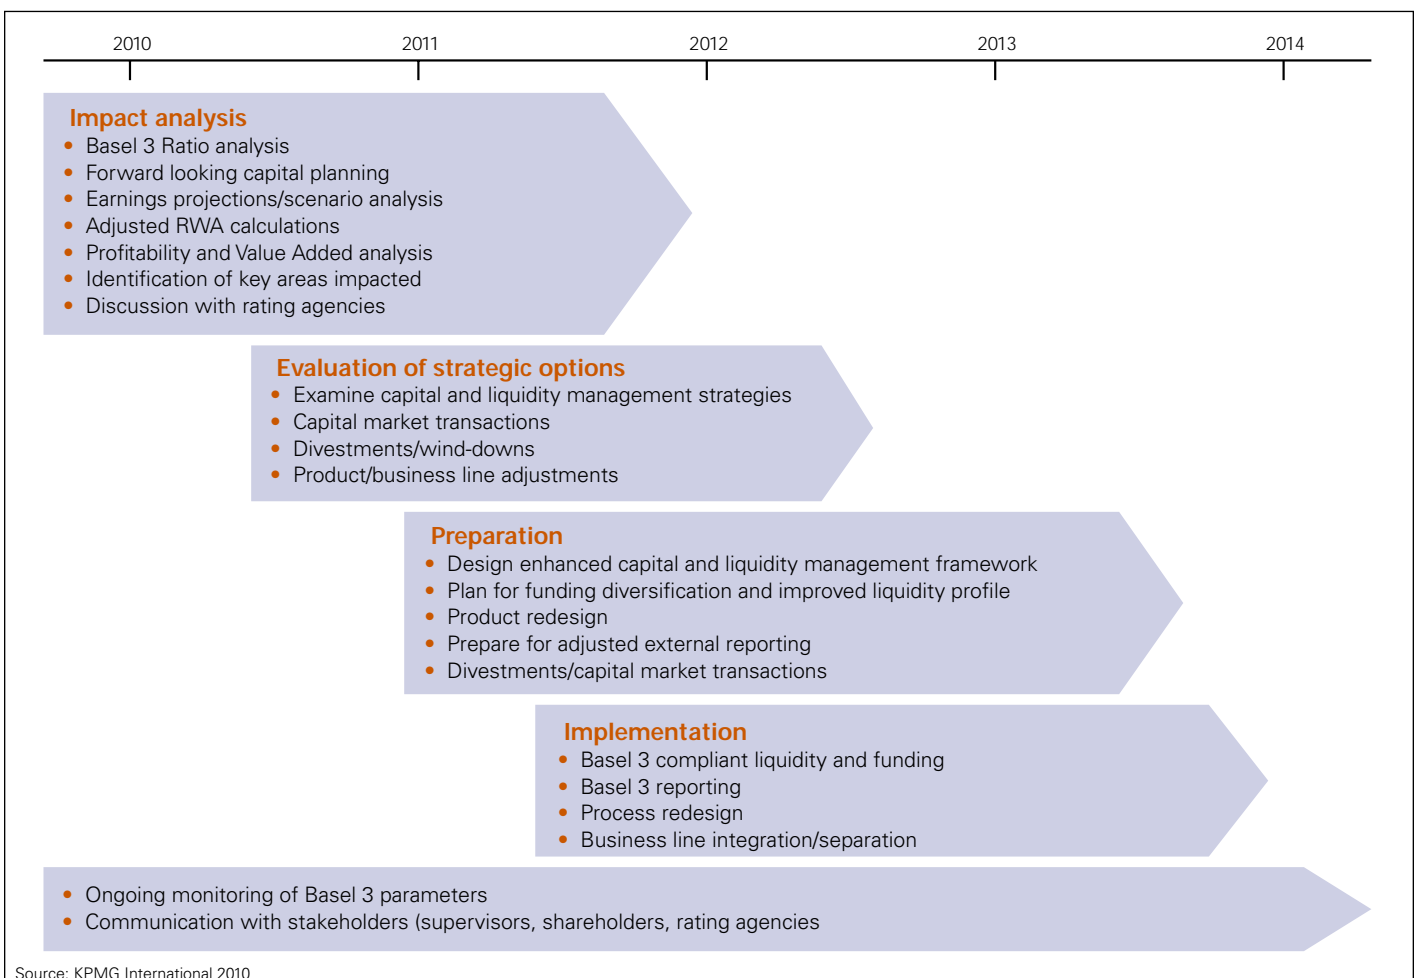 2010 2011 2012 2013 2014
Impact analysis
• Basel 3 Ratio analysis
• Forward looking capital planning
• Earnings projections/scenario analysis
• Adjusted RWA calculations
• Profitability and Value Added analysis
• Identification of key areas impacted
• Discussion with rating agencies
Evaluation of strategic options
• Examine capital and liquidity management strategies
• Capital market transactions
• Divestments/wind-downs
• Product/business line adjustments
Preparation
• Design enhanced capital and liquidity management framework
• Plan for funding diversification and improved liquidity profile
• Product redesign
• Prepare for adjusted external reporting
• Divestments/capital market transactions
Implementation
• Basel 3 compliant liquidity and funding
• Basel 3 reporting
• Process redesign
• Business line integration/separation
• Ongoing monitoring of Basel 3 parameters
• Communication with stakeholders (supervisors, shareholders, rating agencies
Source: KPMG International 2010